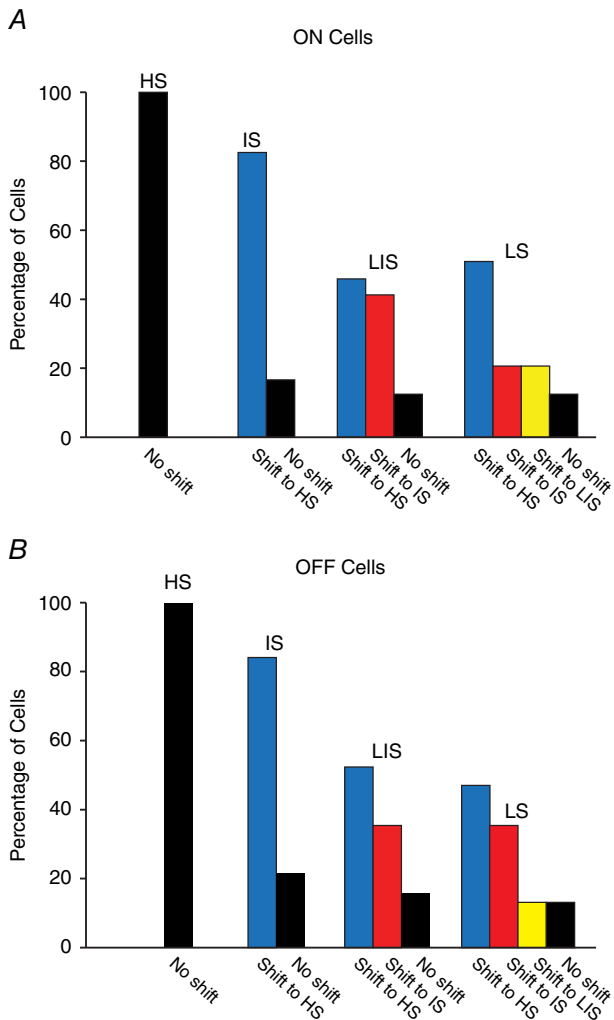 A
ON Cells
Percentage of Cells
100
80
60
40
20
0
HS
IS
LIS
LS
No shift
Shift to HS
No shift
Shift to HS
Shift to IS
No shift
Shift to HS
Shift to IS
Shift to LIS
No shift
B
OFF Cells
Percentage of Cells
100
80
60
40
20
0
HS
IS
LIS
LS
No shift
Shift to HS
No shift
Shift to HS
Shift to IS
No shift
Shift to HS
Shift to IS
Shift to LIS
No shift